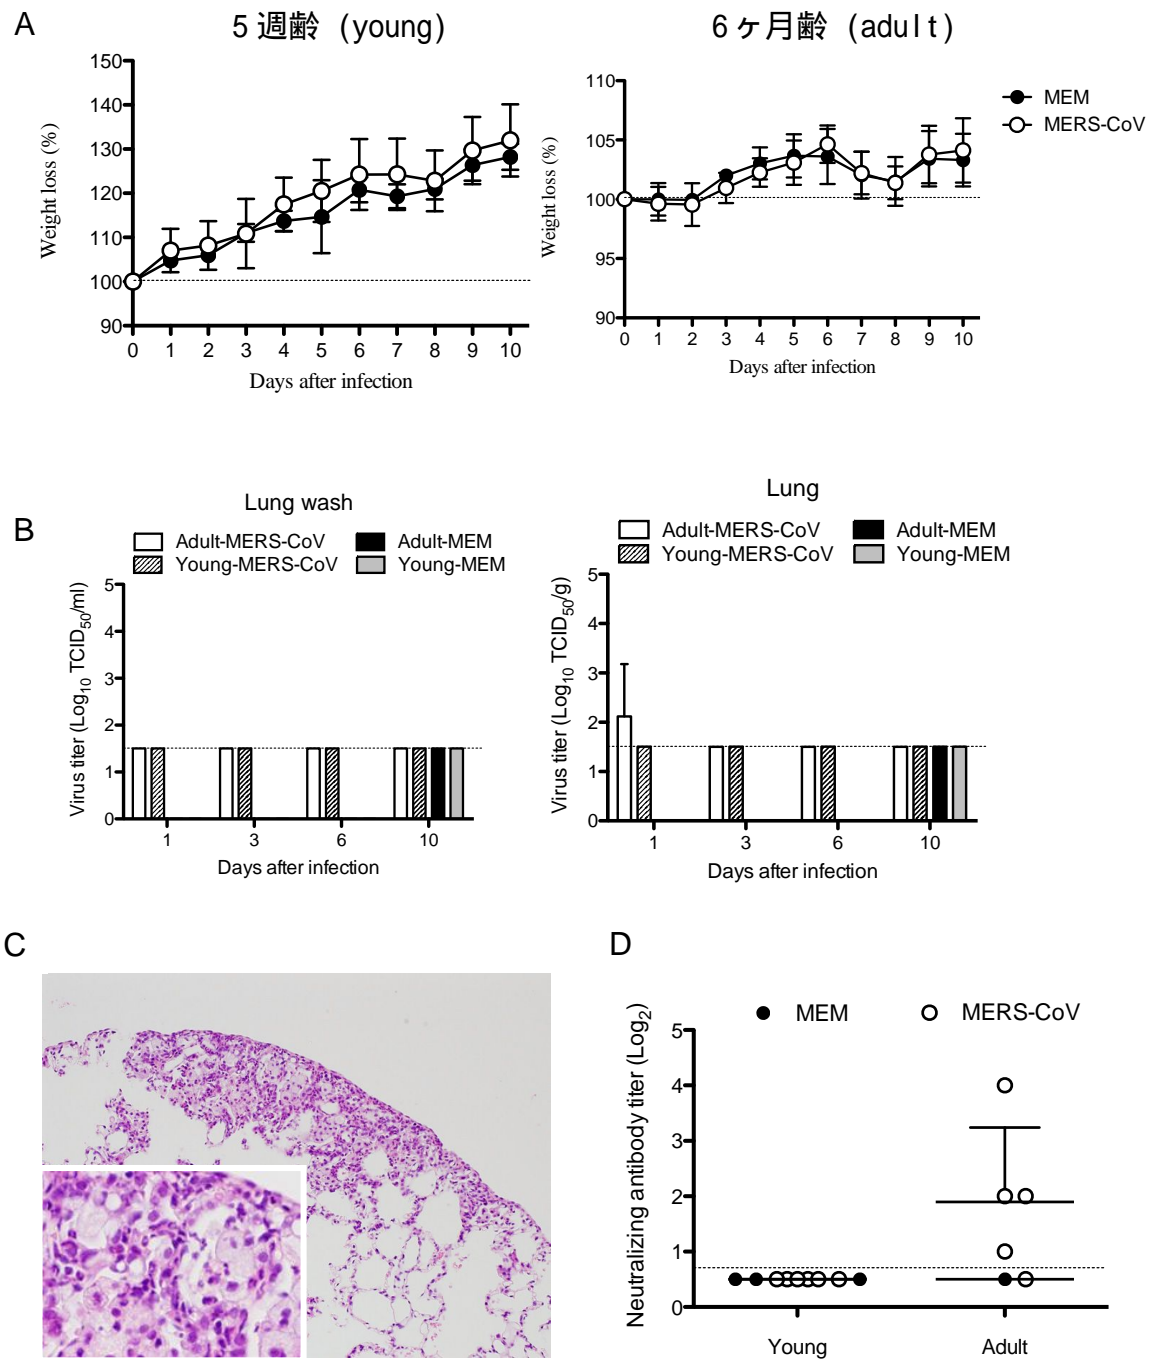 A
5 週齢 (young)
6 ヶ月齢 (adult)
150
140
130
120
110
100
90
Weight loss (%)
0 1 2 3 4 5 6 7 8 9 10
Days after infection
110
105
100
95
90
Weight loss (%)
0 1 2 3 4 5 6 7 8 9 10
Days after infection
MEM
MERS-CoV
B
Lung wash
Adult-MERS-CoV Adult-MEM
Young-MERS-CoV Young-MEM
5
4
3
2
1
0
Virus titer (Log10 TCID50/ml)
1 3 6 10
Days after infection
Lung
Adult-MERS-CoV Adult-MEM
Young-MERS-CoV Young-MEM
5
4
3
2
1
0
Virus titer (Log10 TCID50/g)
1 3 6 10
Days after infection
C
D
MEM MERS-CoV
5
4
3
2
1
0
Neutralizing antibody titer (Log2)
Young Adult